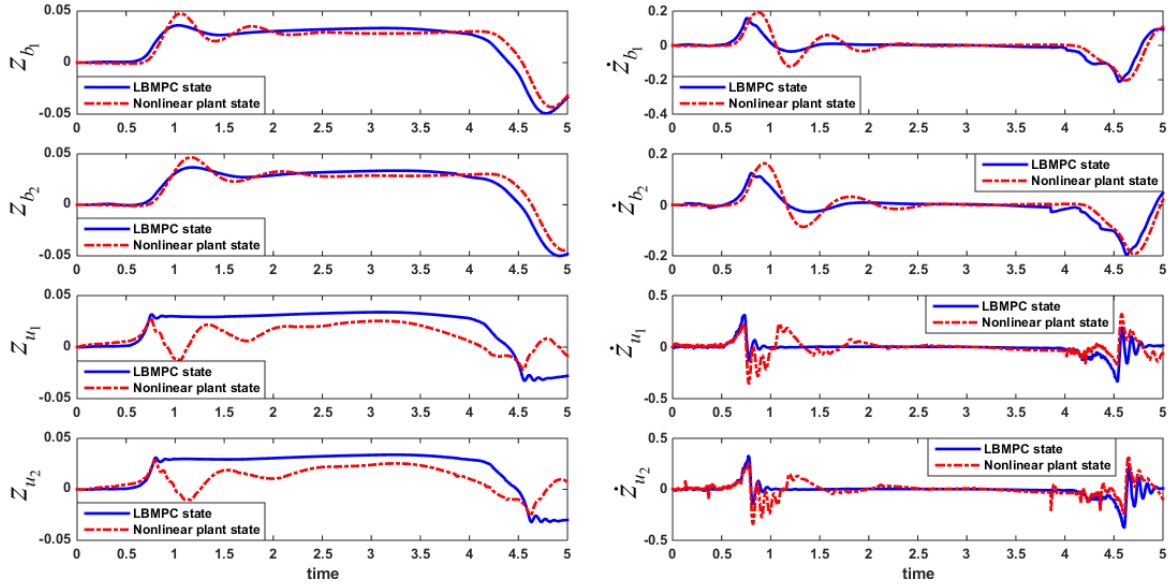 0.05
0
-0.05
z_{b_1}
LBMPC state
Nonlinear plant state
0 0.5 1 1.5 2 2.5 3 3.5 4 4.5 5
0.2
0
-0.2
-0.4
ż_{b_1}
LBMPC state
Nonlinear plant state
0 0.5 1 1.5 2 2.5 3 3.5 4 4.5 5
0.05
0
-0.05
z_{b_2}
LBMPC state
Nonlinear plant state
0 0.5 1 1.5 2 2.5 3 3.5 4 4.5 5
0.2
0
-0.2
ż_{b_2}
LBMPC state
Nonlinear plant state
0 0.5 1 1.5 2 2.5 3 3.5 4 4.5 5
0.05
0
-0.05
z_{u_1}
LBMPC state
Nonlinear plant state
0 0.5 1 1.5 2 2.5 3 3.5 4 4.5 5
0.5
0
-0.5
ż_{u_1}
LBMPC state
Nonlinear plant state
0 0.5 1 1.5 2 2.5 3 3.5 4 4.5 5
0.05
0
-0.05
z_{u_2}
LBMPC state
Nonlinear plant state
0 0.5 1 1.5 2 2.5 3 3.5 4 4.5 5
time
0.5
0
-0.5
ż_{u_2}
LBMPC state
Nonlinear plant state
0 0.5 1 1.5 2 2.5 3 3.5 4 4.5 5
time